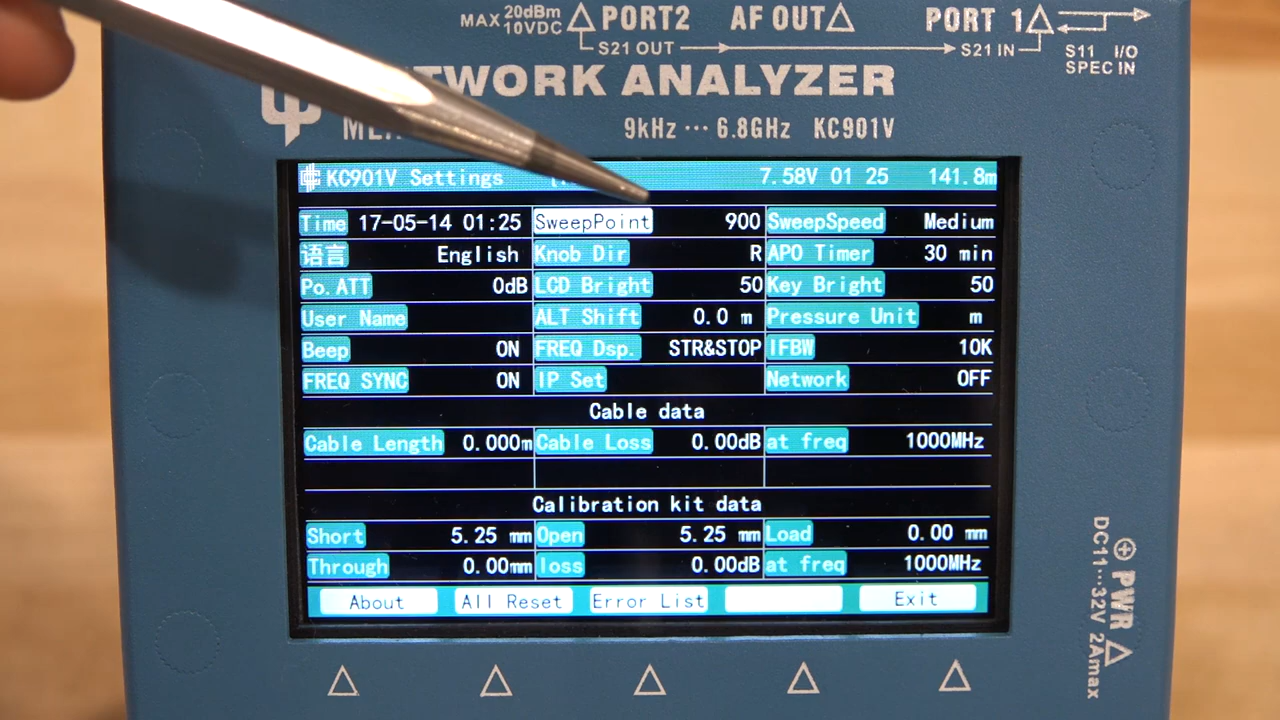 MAX 20dBm 10VDC PORT2 AF OUT PORT 1
S21 OUT S21 IN S11 I/O
SPEC IN
TWORK ANALYZER
9kHz ··· 6.8GHz KC901V
KC901V Settings 7.58V 01 25 141.8m
Time 17-05-14 01:25 SweepPoint 900 SweepSpeed Medium
语言 English Knob Dir R APO Timer 30 min
Po.ATT 0dB LCD Bright 50 Key Bright 50
User Name ALT Shift 0.0 m Pressure Unit m
Beep ON FREQ Dsp. STR&STOP IFBW 10K
FREQ SYNC ON IP Set Network OFF
Cable data
Cable Length 0.000m Cable Loss 0.00dB at freq 1000MHz
Calibration kit data
Short 5.25 mm Open 5.25 mm Load 0.00 mm
Through 0.00mm loss 0.00dB at freq 1000MHz
About All Reset Error List Exit
PWR
DC11···32V 2Amax